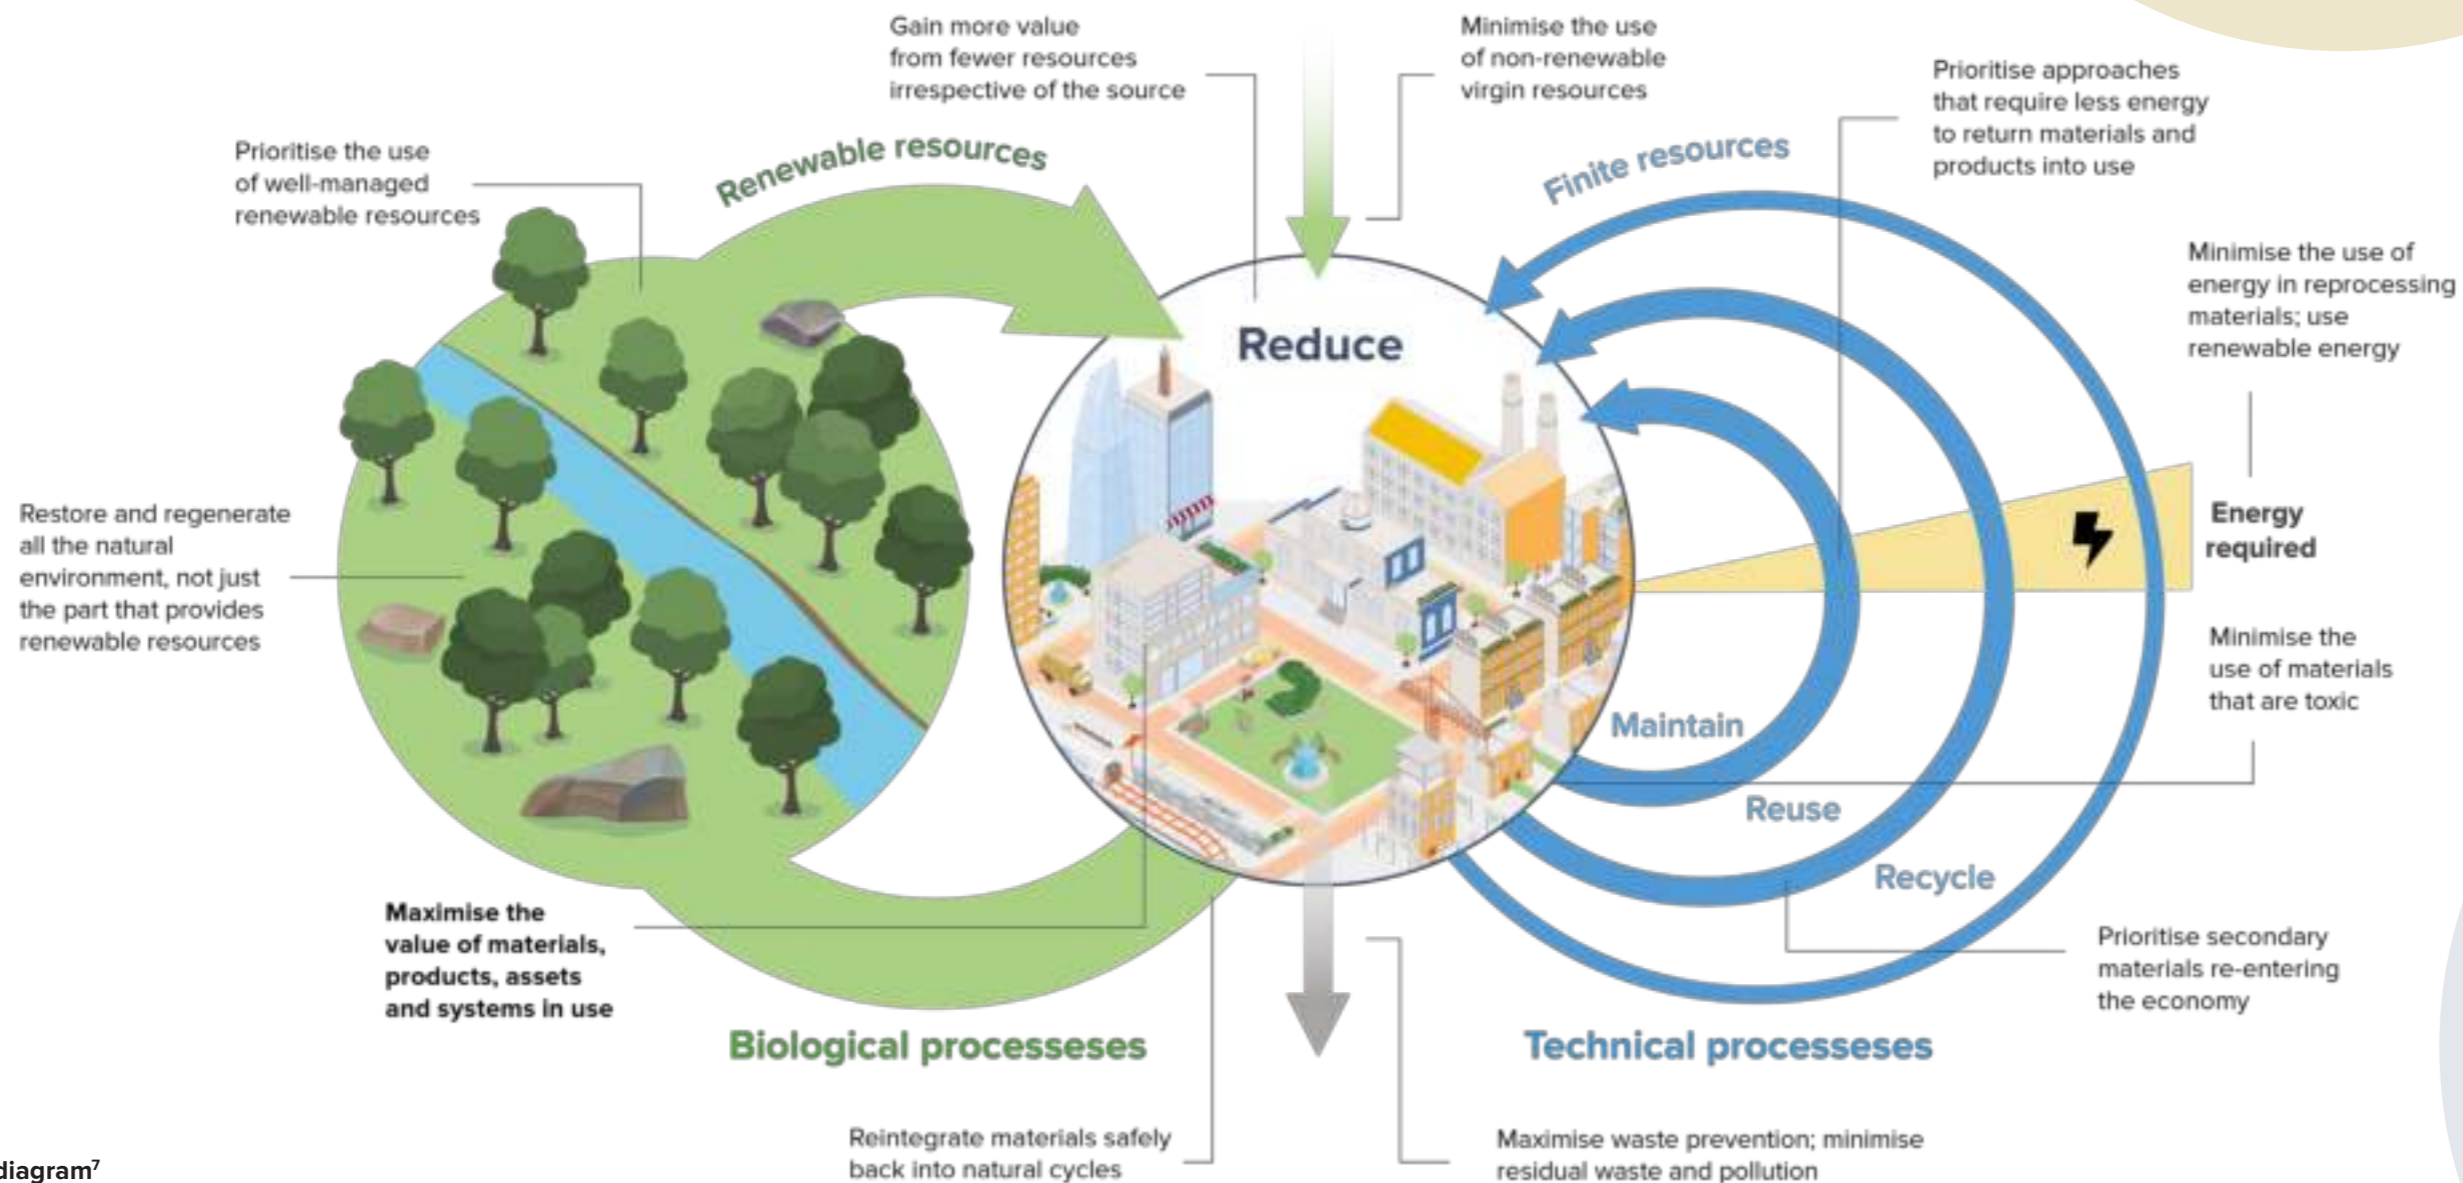 Gain more value
from fewer resources
irrespective of the source
Minimise the use
of non-renewable
virgin resources
Prioritise approaches
that require less energy
to return materials and
products into use
Prioritise the use
of well-managed
renewable resources
Renewable resources
Finite resources
Minimise the use of
energy in reprocessing
materials; use
renewable energy
Reduce
Restore and regenerate
all the natural
environment, not just
the part that provides
renewable resources
Energy
required
Minimise the
use of materials
that are toxic
Maintain
Reuse
Recycle
Maximise the
value of materials,
products, assets
and systems in use
Prioritise secondary
materials re-entering
the economy
Biological processeses
Technical processeses
Reintegrate materials safely
back into natural cycles
Maximise waste prevention; minimise
residual waste and pollution
diagram⁷